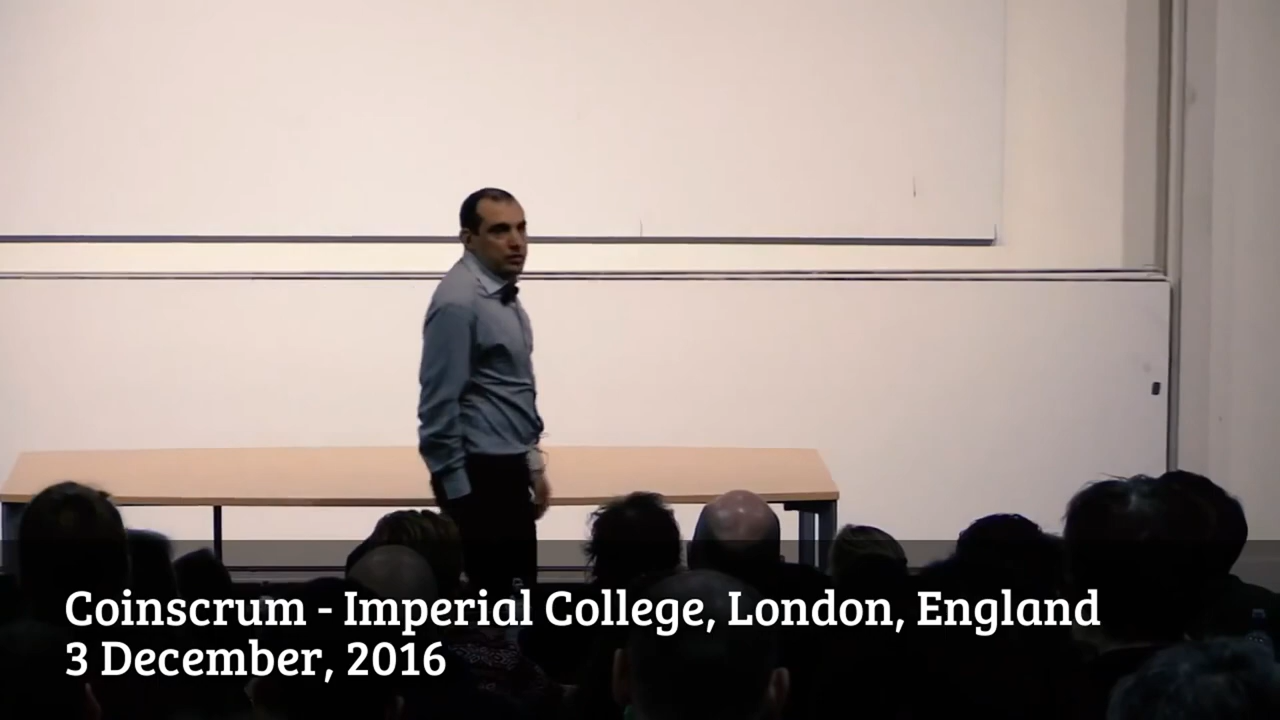 Coinscrum - Imperial College, London, England
3 December, 2016